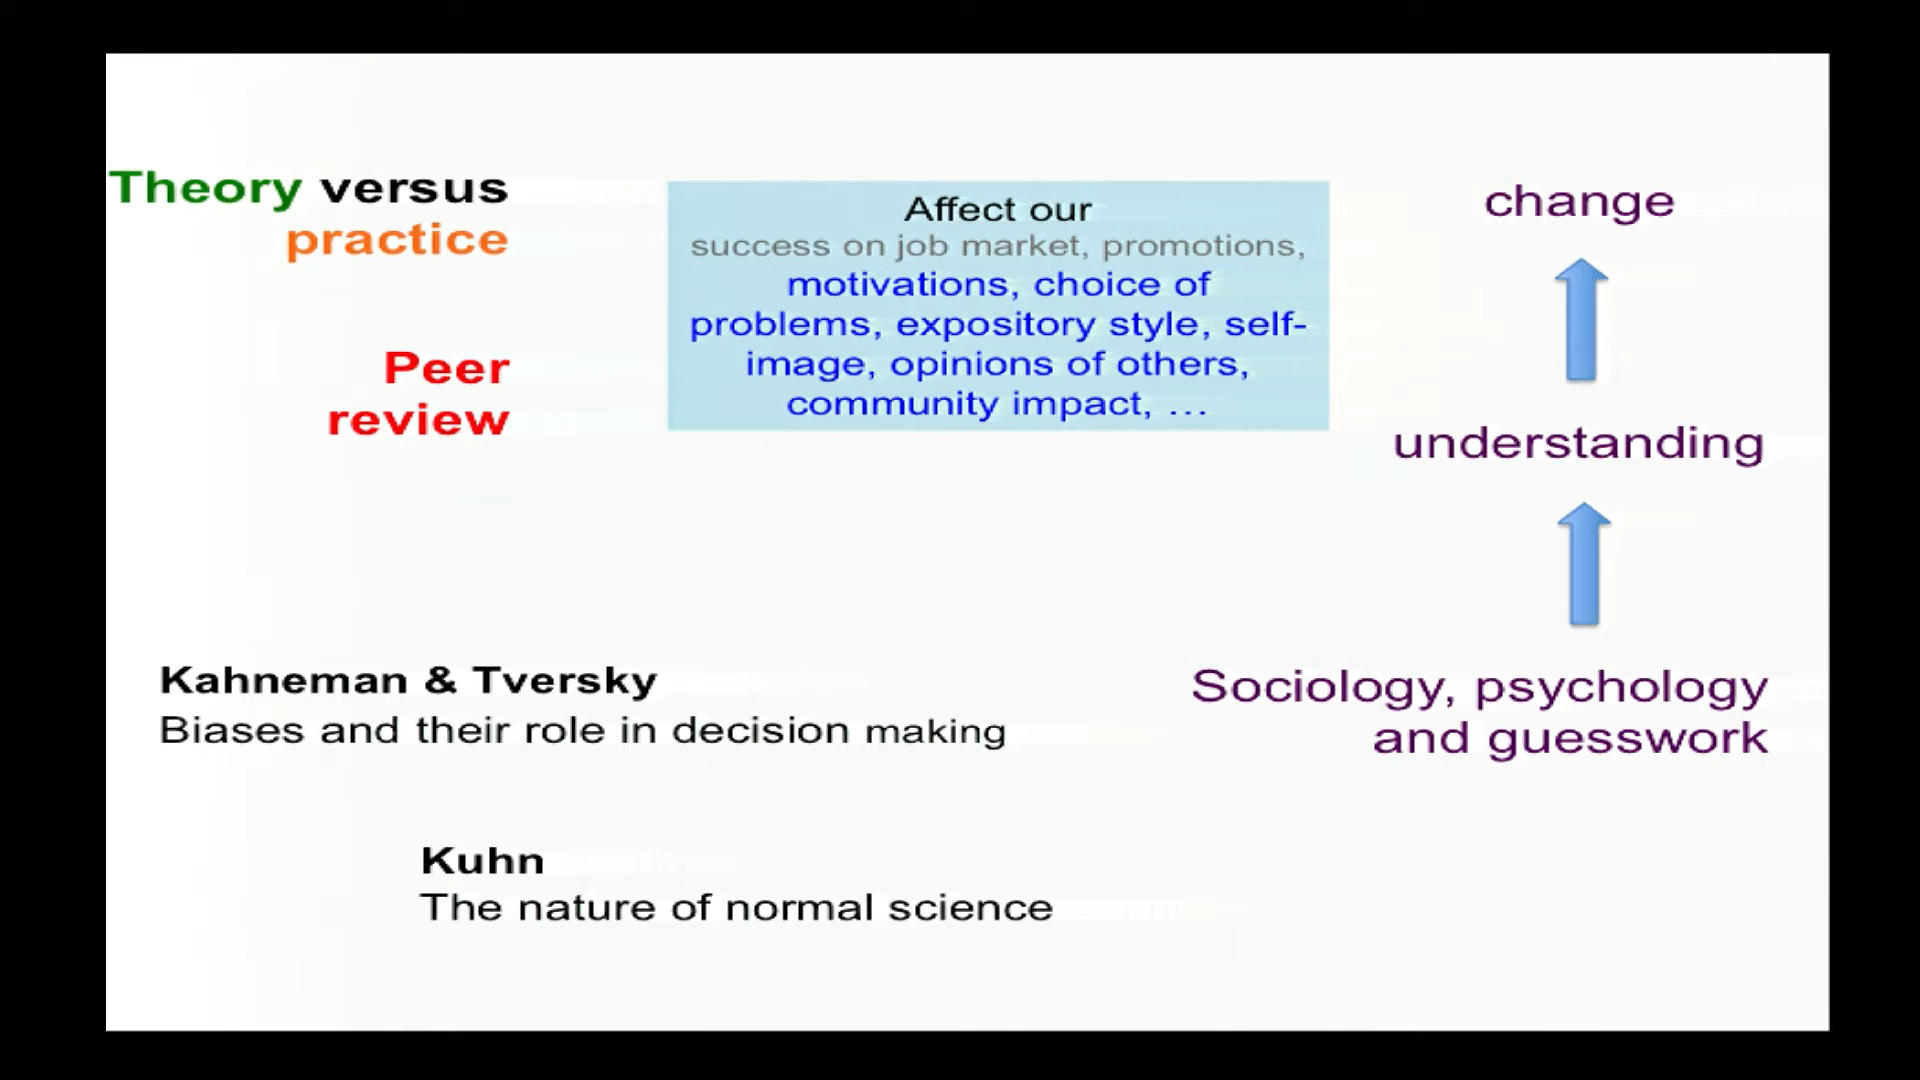 Theory versus
practice
Peer
review
Affect our
success on job market, promotions,
motivations, choice of
problems, expository style, self-
image, opinions of others,
community impact, …
change
understanding
Sociology, psychology
and guesswork
Kahneman & Tversky
Biases and their role in decision making
Kuhn
The nature of normal science